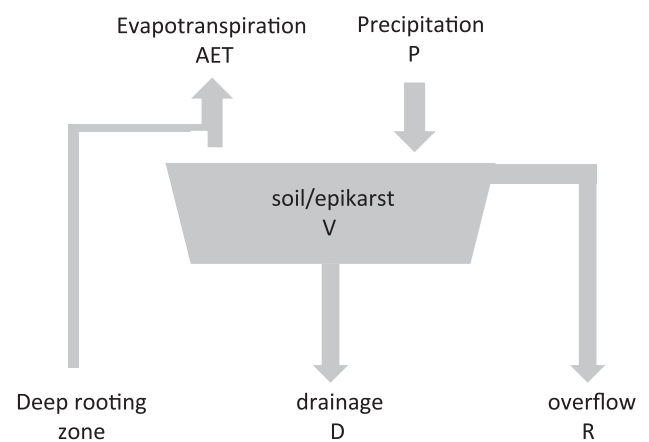 Evapotranspiration
AET
Precipitation
P
soil/epikarst
V
Deep rooting
zone
drainage
D
overflow
R